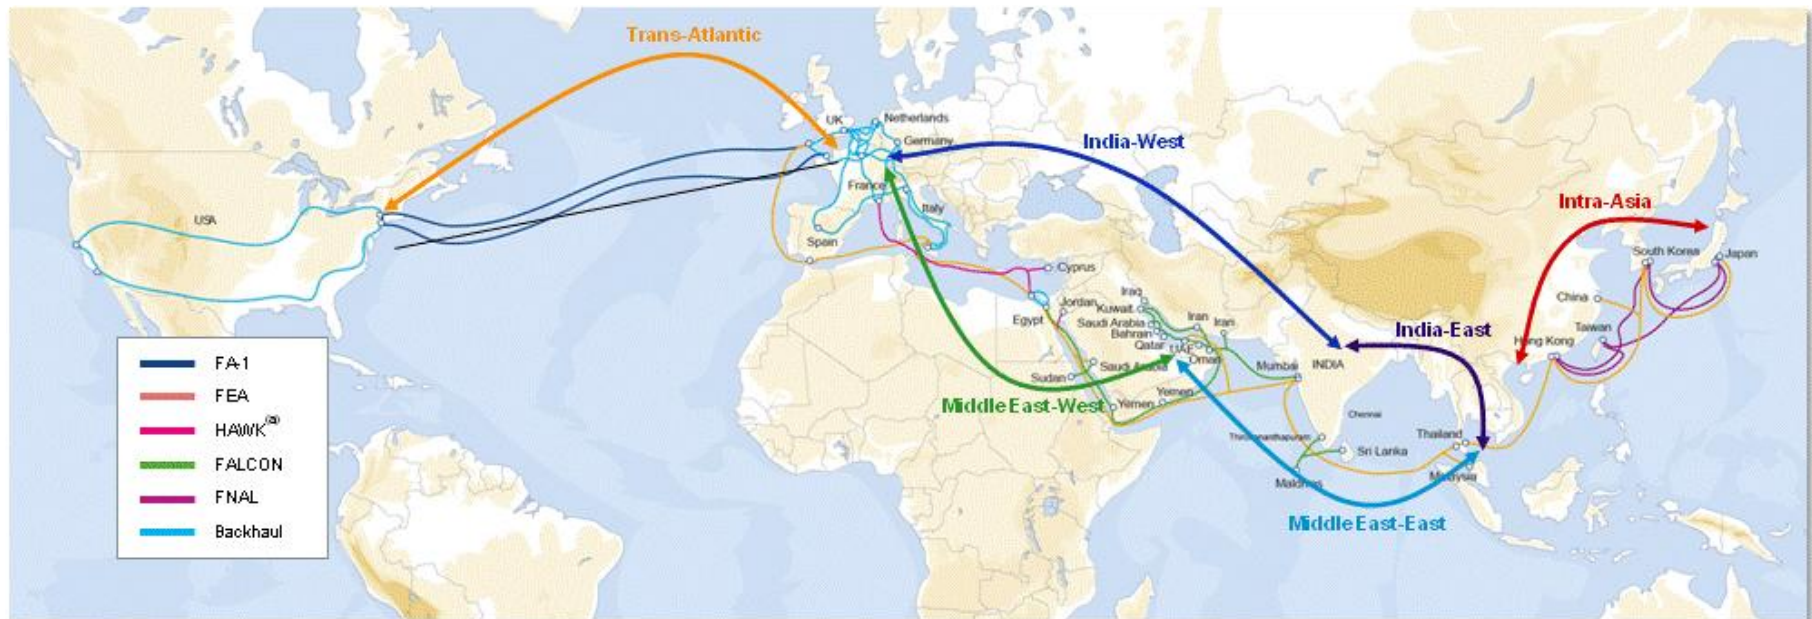 Trans-Atlantic
UK
Netherlands
Germany
India-West
France
USA
Italy
Spain
Intra-Asia
South Korea
Japan
Cyprus
Iraq
Jordan
Kuwait
China
Egypt
Saudi Arabia
Iran
Iran
Bahrain
India-East
Taiwan
Qatar
UAE
Oman
Hong Kong
Sudan
Saudi Arabia
Mumbai
INDIA
Middle East-West
Yemen
Yemen
Chennai
Thiruvananthapuram
Thailand
Sri Lanka
Malaysia
Maldives
Middle East-East
FA-1
FEA
HAWK(a)
FALCON
FNAL
Backhaul